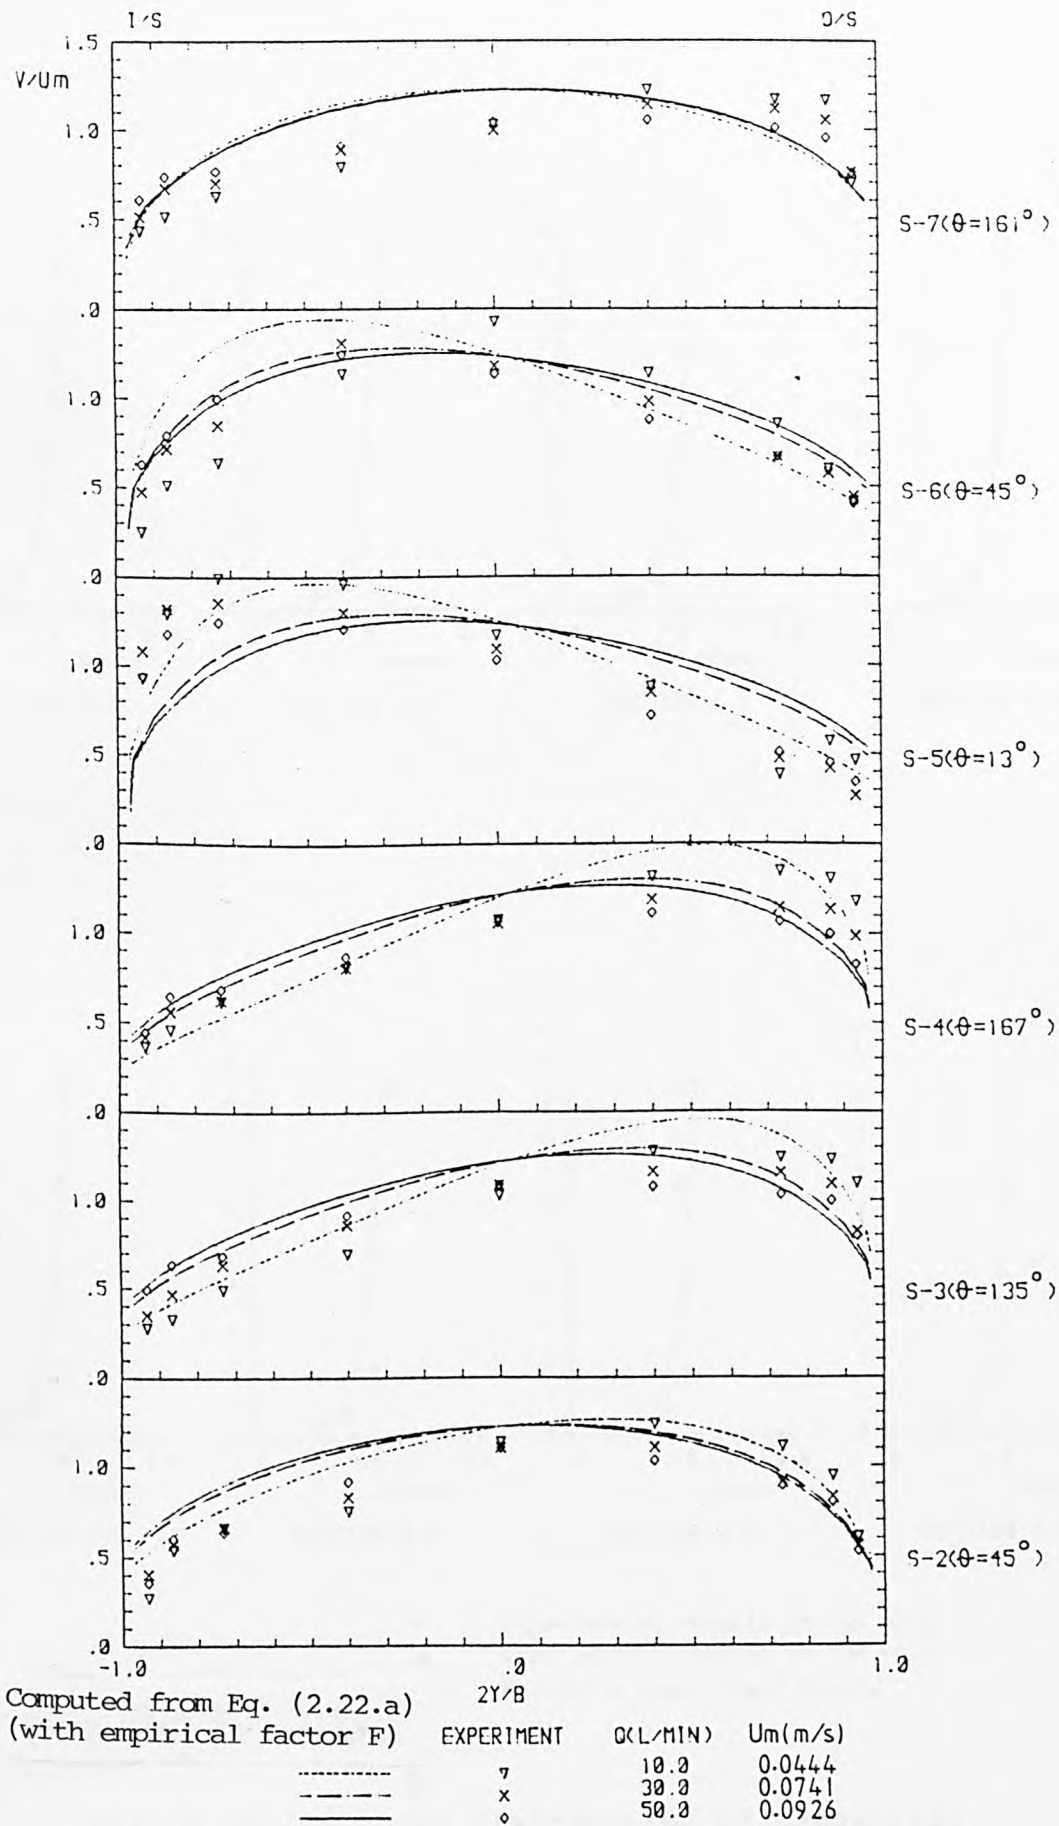 I/S O/S
1.5
V/Um
1.0
.5
S-7(θ=161°)
.0
1.0
.5
S-6(θ=45°)
.0
1.0
.5
S-5(θ=13°)
.0
1.0
.5
S-4(θ=167°)
.0
1.0
.5
S-3(θ=135°)
.0
1.0
.5
S-2(θ=45°)
.0
-1.0 .0 1.0
2Y/B
Computed from Eq. (2.22.a)
(with empirical factor F) EXPERIMENT Q(L/MIN) Um(m/s)
10.0 0.0444
30.0 0.0741
50.0 0.0926